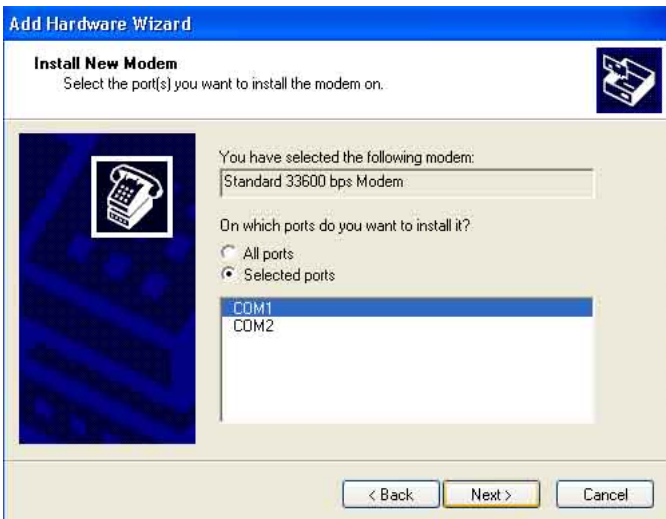 Add Hardware Wizard
Install New Modem
Select the port(s) you want to install the modem on.
You have selected the following modem:
Standard 33600 bps Modem
On which ports do you want to install it?
All ports
Selected ports
COM1
COM2
< Back Next > Cancel